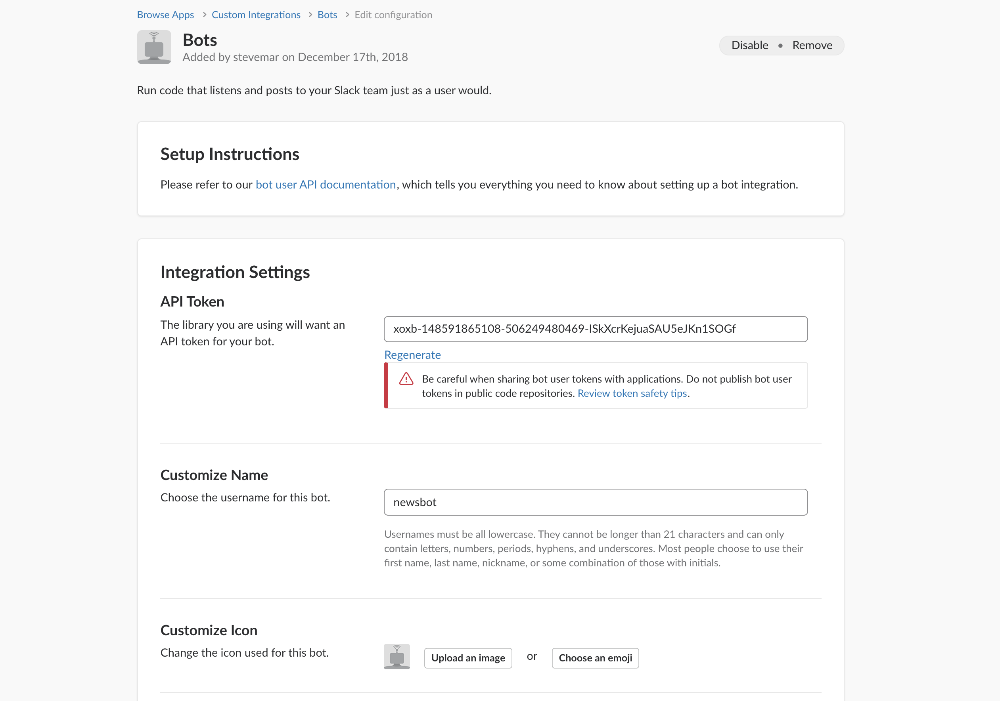 Browse Apps > Custom Integrations > Bots > Edit configuration
Bots
Added by stevemar on December 17th, 2018
Disable • Remove
Run code that listens and posts to your Slack team just as a user would.
Setup Instructions
Please refer to our bot user API documentation, which tells you everything you need to know about setting up a bot integration.
Integration Settings
API Token
The library you are using will want an
API token for your bot.
xoxb-148591865108-506249480469-ISkXcrKejuaSAU5eJKn1SOGf
Regenerate
Be careful when sharing bot user tokens with applications. Do not publish bot user
tokens in public code repositories. Review token safety tips.
Customize Name
Choose the username for this bot.
newsbot
Usernames must be all lowercase. They cannot be longer than 21 characters and can only
contain letters, numbers, periods, hyphens, and underscores. Most people choose to use their
first name, last name, nickname, or some combination of those with initials.
Customize Icon
Change the icon used for this bot.
Upload an image or Choose an emoji